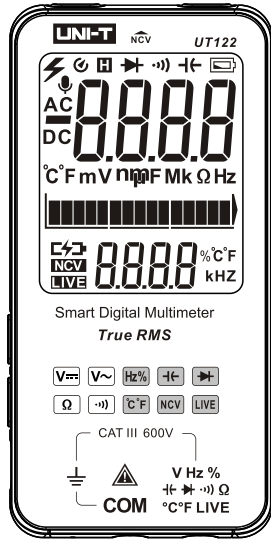 UNI-T NCV UT122
H
AC
DC
8.8.8.8
°C°F mV nmµF Mk Ω Hz
NCV
LIVE
8.8.8.8
%°C°F
kHZ
Smart Digital Multimeter
True RMS
V⎓ V~ Hz%
Ω °C°F NCV LIVE
CAT III 600V
V Hz %
Ω
COM
°C°F LIVE